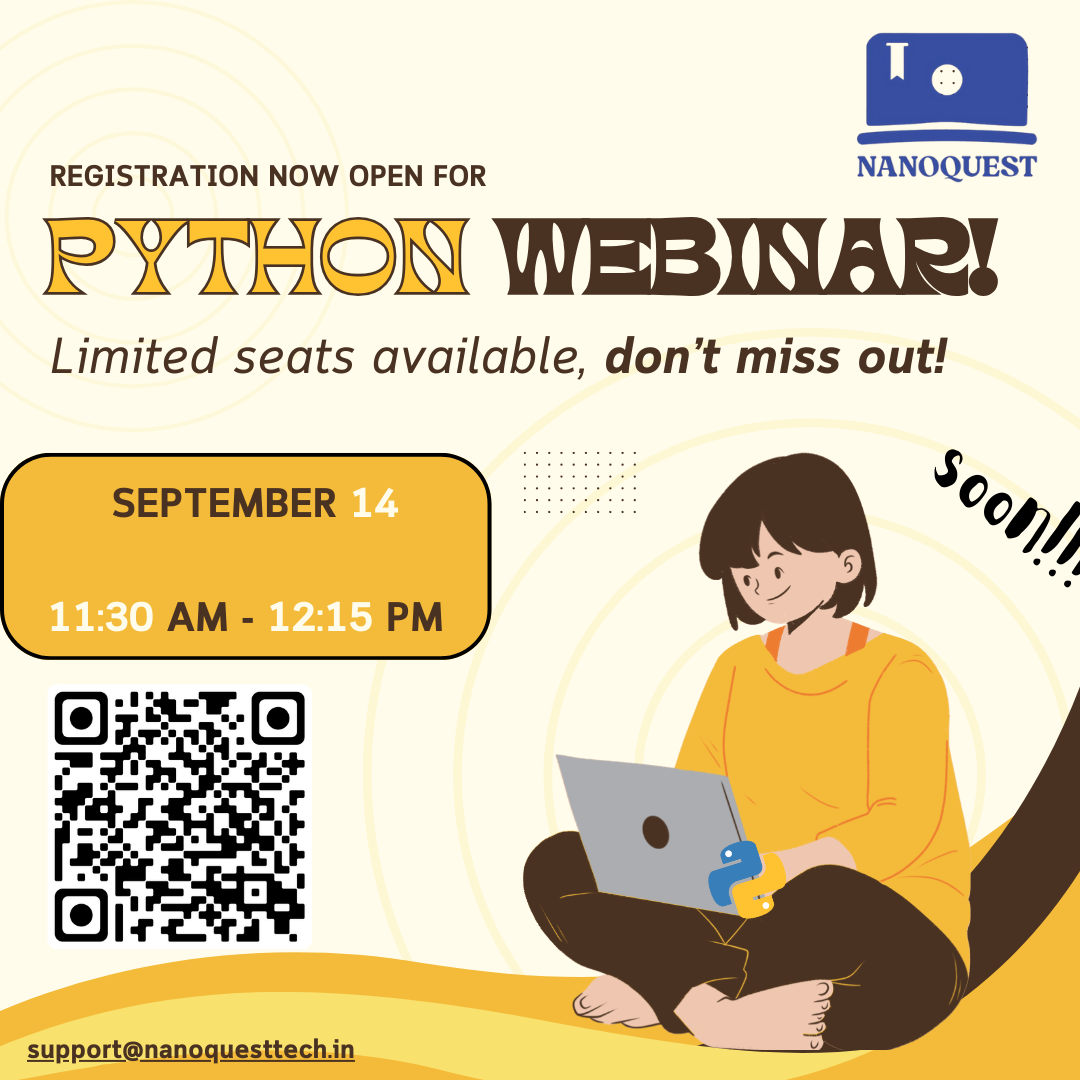 NANOQUEST
REGISTRATION NOW OPEN FOR
PYTHON WEBINAR!
Limited seats available, don't miss out!
soon!!!
SEPTEMBER 14
11:30 AM - 12:15 PM
support@nanoquesttech.in